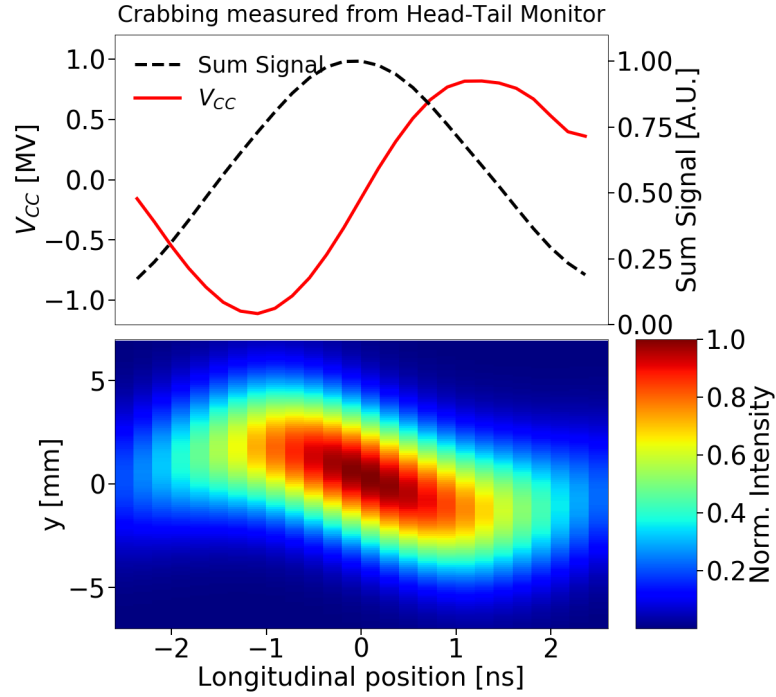 Crabbing measured from Head-Tail Monitor
Sum Signal
V_CC
1.0
0.5
0.0
−0.5
−1.0
V_CC [MV]
1.00
0.75
0.50
0.25
0.00
Sum Signal [A.U.]
5
0
−5
y [mm]
−2
−1
0
1
2
Longitudinal position [ns]
1.0
0.8
0.6
0.4
0.2
Norm. Intensity